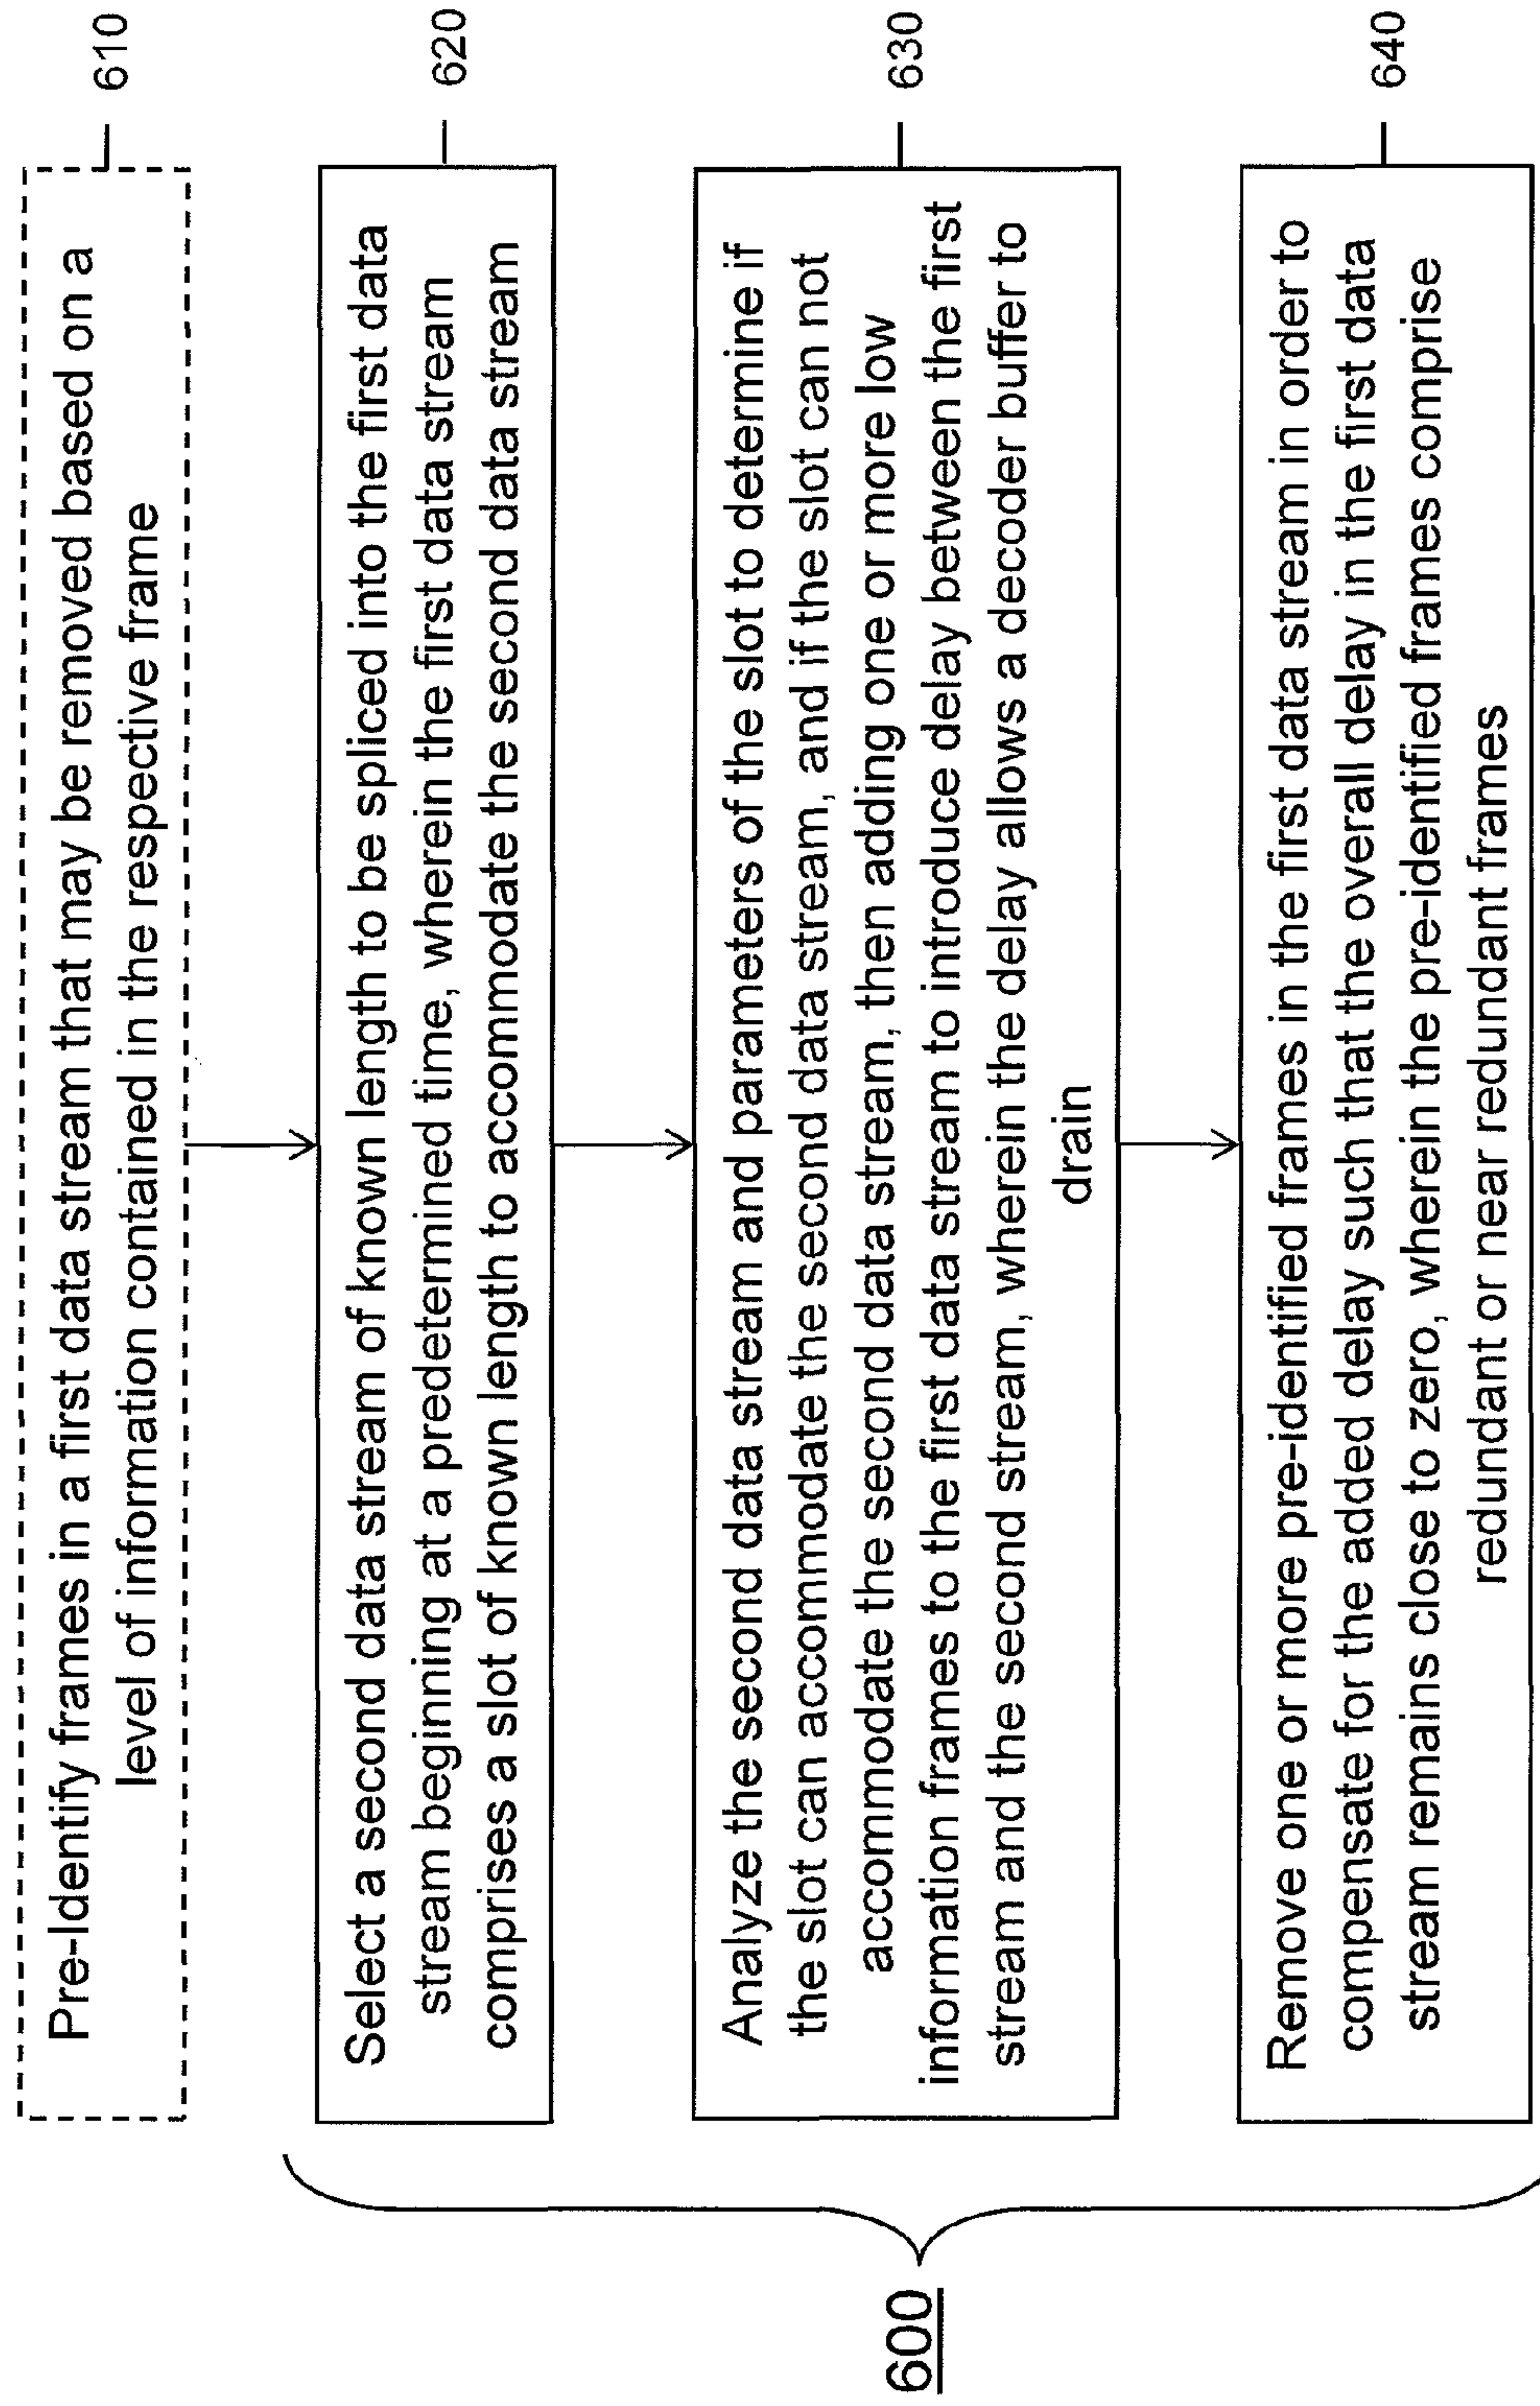 Pre-Identify frames in a first data stream that may be removed based on a
level of information contained in the respective frame
610
Select a second data stream of known length to be spliced into the first data
stream beginning at a predetermined time, wherein the first data stream
comprises a slot of known length to accommodate the second data stream
620
Analyze the second data stream and parameters of the slot to determine if
the slot can accommodate the second data stream, and if the slot can not
accommodate the second data stream, then adding one or more low
information frames to the first data stream to introduce delay between the first
stream and the second stream, wherein the delay allows a decoder buffer to
drain
630
Remove one or more pre-identified frames in the first data stream in order to
compensate for the added delay such that the overall delay in the first data
stream remains close to zero, wherein the pre-identified frames comprise
redundant or near redundant frames
640
600